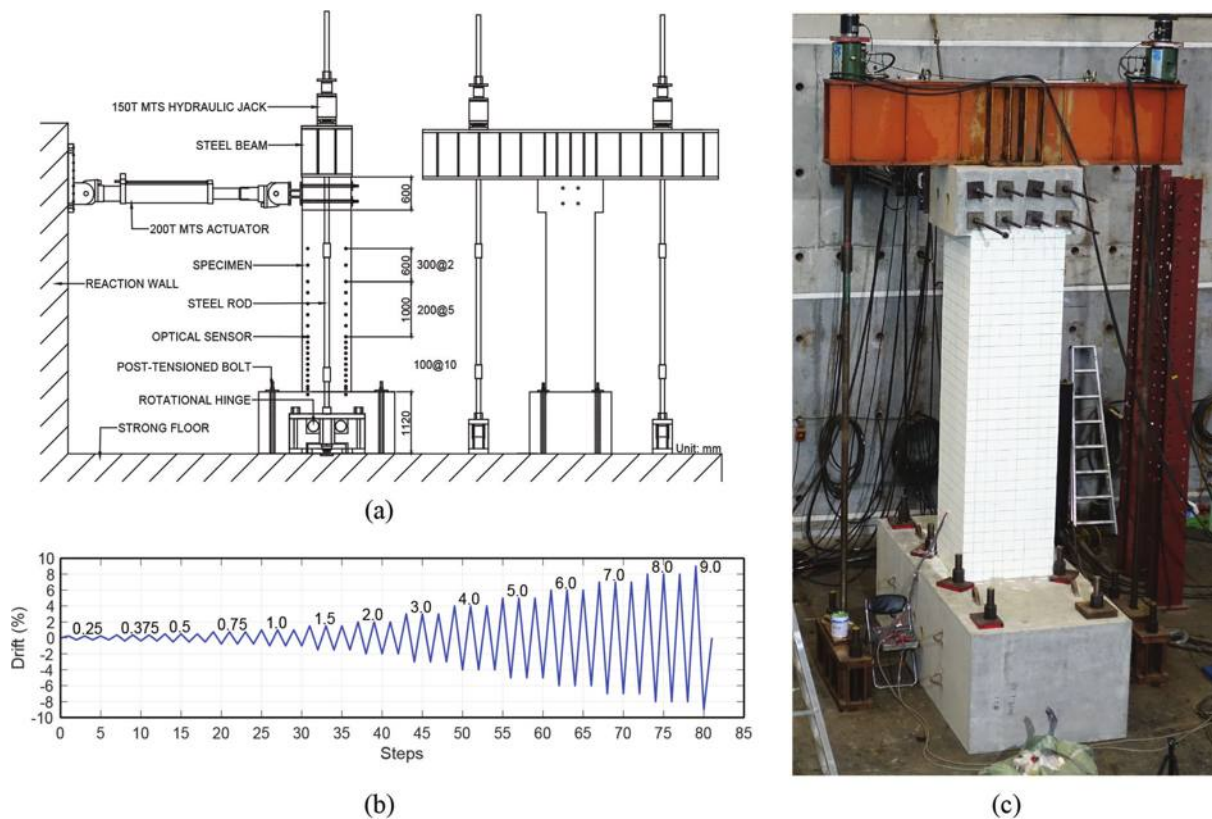 150T MTS HYDRAULIC JACK
STEEL BEAM
600
200T MTS ACTUATOR
SPECIMEN
600
300@2
REACTION WALL
STEEL ROD
1000
200@5
OPTICAL SENSOR
POST-TENSIONED BOLT
100@10
ROTATIONAL HINGE
1120
STRONG FLOOR
Unit: mm
(a)
10
8
6
4
2
0
-2
-4
-6
-8
-10
Drift (%)
0.25 0.375 0.5 0.75 1.0 1.5 2.0 3.0 4.0 5.0 6.0 7.0 8.0 9.0
0 5 10 15 20 25 30 35 40 45 50 55 60 65 70 75 80 85
Steps
(b)
(c)